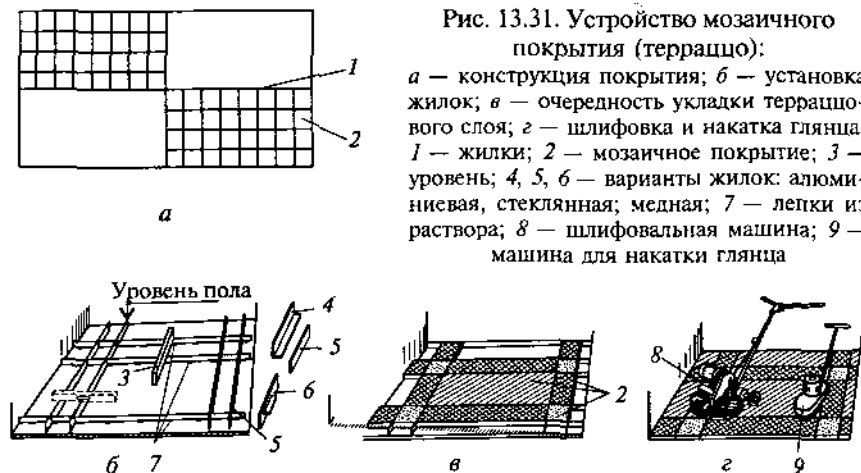 Рис. 13.31. Устройство мозаичного
покрытия (терраццо):
а — конструкция покрытия; б — установка
жилок; в — очередность укладки терраццо-
вого слоя; г — шлифовка и накатка глянца
1 — жилки; 2 — мозаичное покрытие; 3 —
уровень; 4, 5, 6 — варианты жилок: алюми-
ниевая, стеклянная; медная; 7 — лепки из
раствора; 8 — шлифовальная машина; 9 —
машина для накатки глянца
1
2
а
Уровень пола
4
5
3
6
5
б 7
2
в
8
г 9